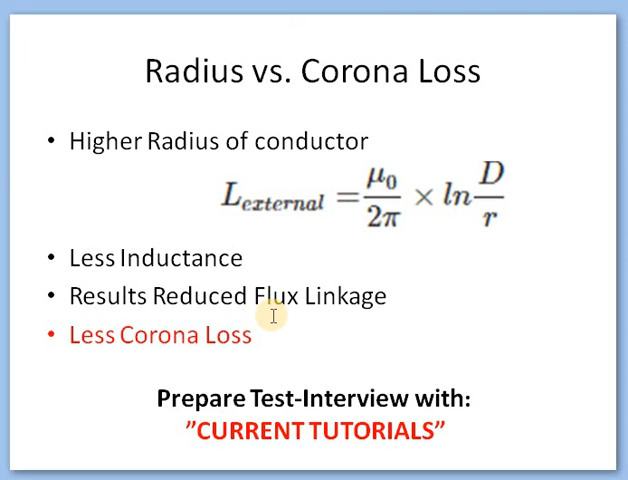 Radius vs. Corona Loss
• Higher Radius of conductor
L_external = μ₀/2π × ln D/r
• Less Inductance
• Results Reduced Flux Linkage
• Less Corona Loss
Prepare Test-Interview with:
”CURRENT TUTORIALS”